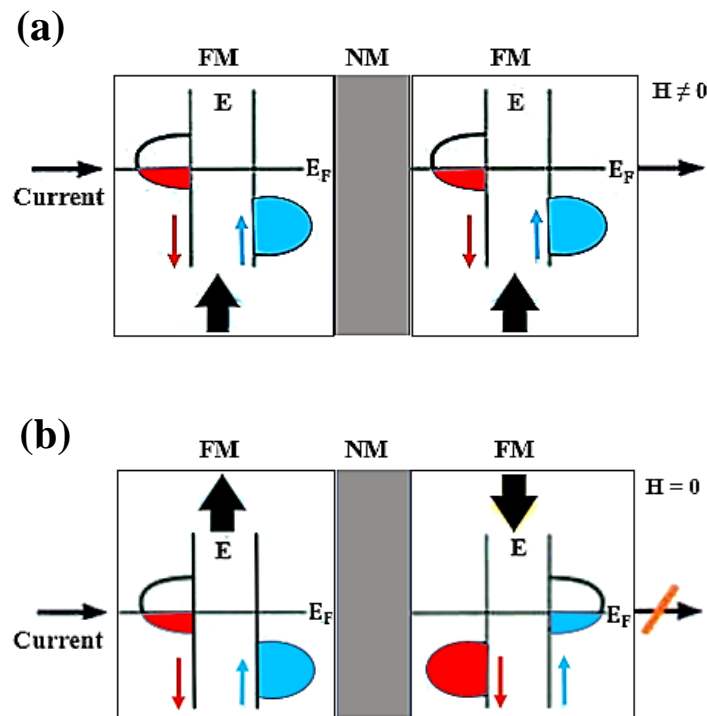 (a)
FM NM FM
E E H ≠ 0
E_F E_F
Current
(b)
FM NM FM
H = 0
E E
E_F E_F
Current